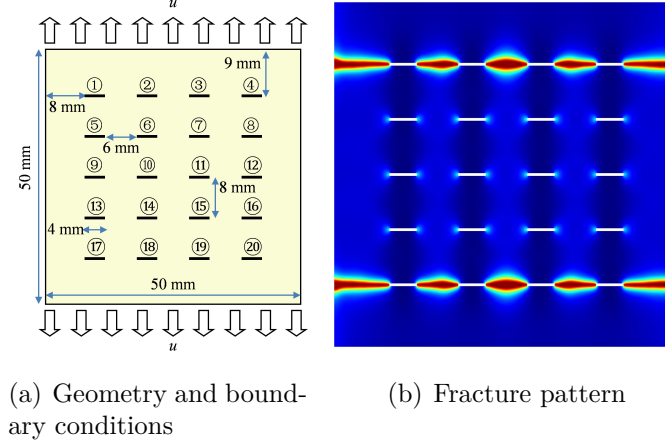 u
9 mm
① ② ③ ④
8 mm
⑤ ⑥ ⑦ ⑧
6 mm
⑨ ⑩ ⑪ ⑫
50 mm
8 mm
⑬ ⑭ ⑮ ⑯
4 mm
⑰ ⑱ ⑲ ⑳
50 mm
u
(a) Geometry and bound-
ary conditions
(b) Fracture pattern